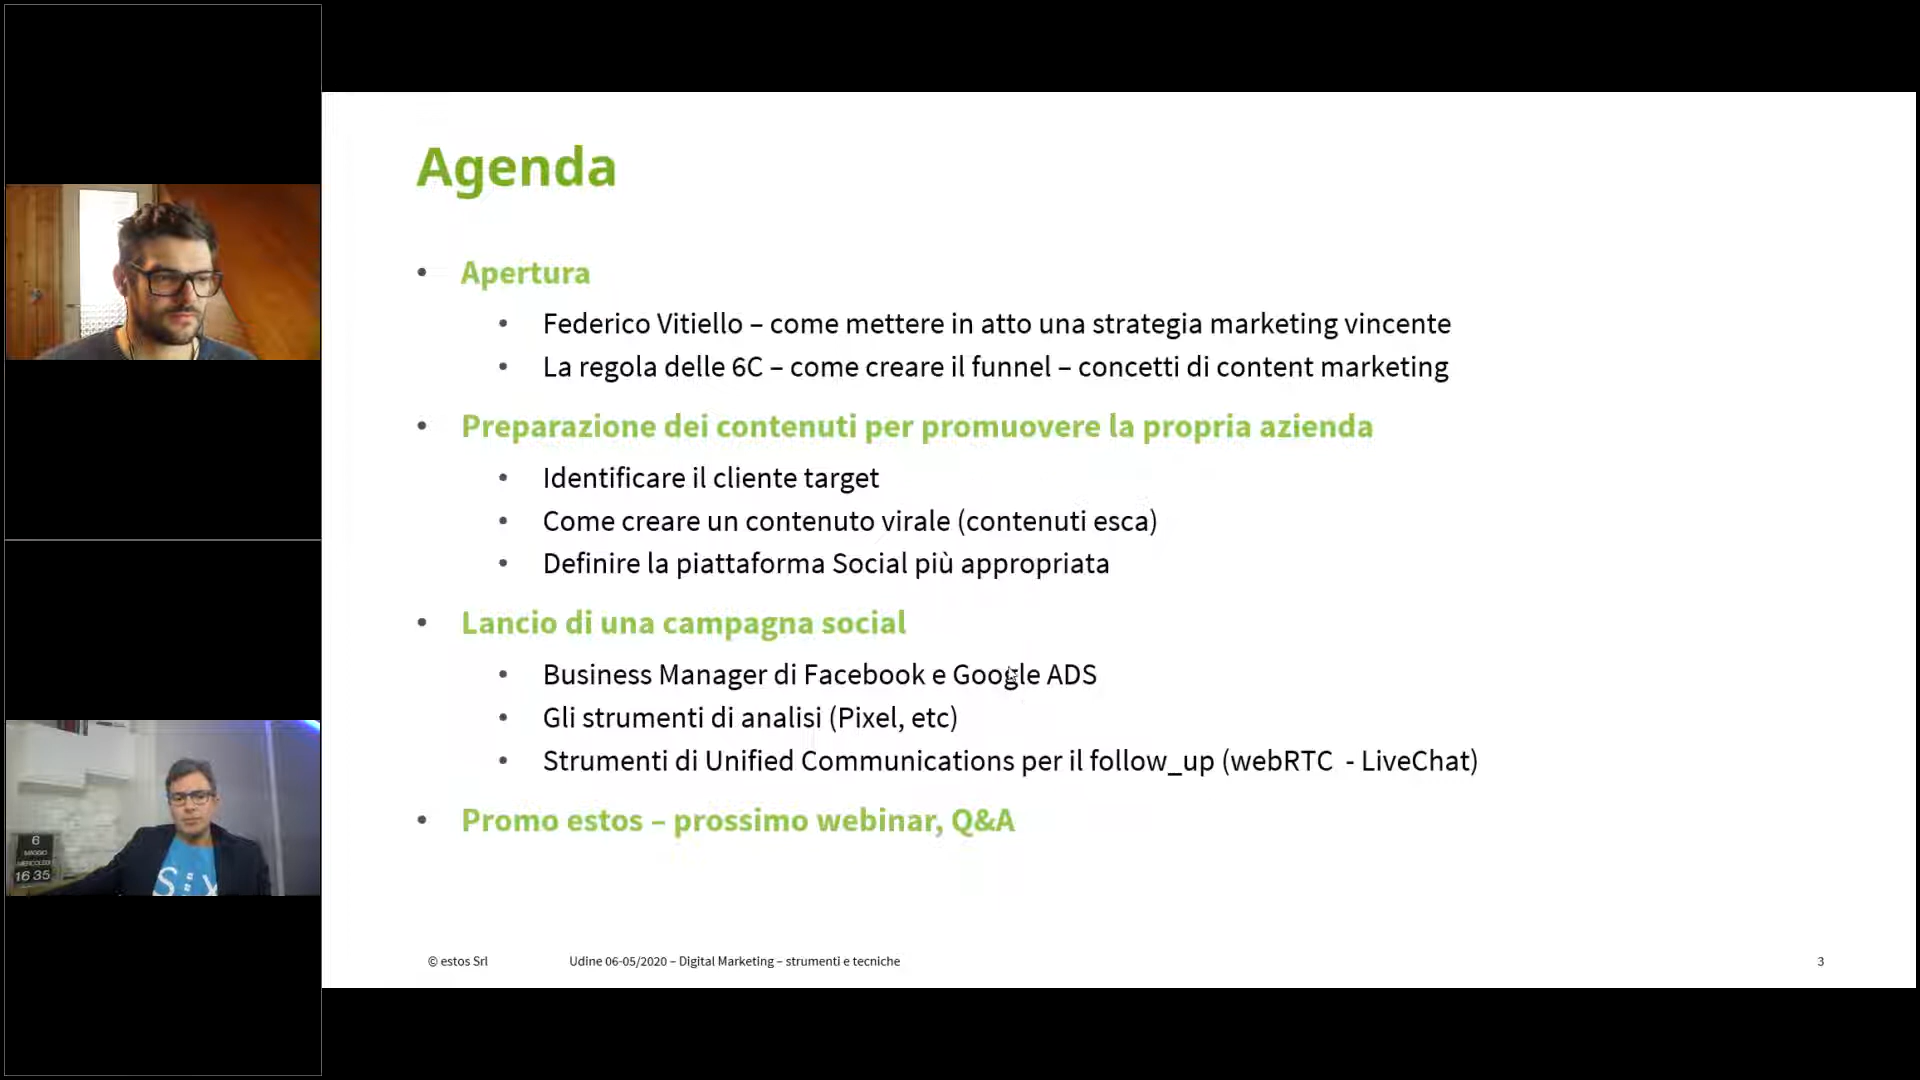 Agenda
• Apertura
• Federico Vitiello – come mettere in atto una strategia marketing vincente
• La regola delle 6C – come creare il funnel – concetti di content marketing
• Preparazione dei contenuti per promuovere la propria azienda
• Identificare il cliente target
• Come creare un contenuto virale (contenuti esca)
• Definire la piattaforma Social più appropriata
• Lancio di una campagna social
• Business Manager di Facebook e Google ADS
• Gli strumenti di analisi (Pixel, etc)
• Strumenti di Unified Communications per il follow_up (webRTC  - LiveChat)
• Promo estos – prossimo webinar, Q&A
© estos Srl
Udine 06-05/2020 – Digital Marketing – strumenti e tecniche
3
6
MAGGIO
MERCOLEDI
16 35